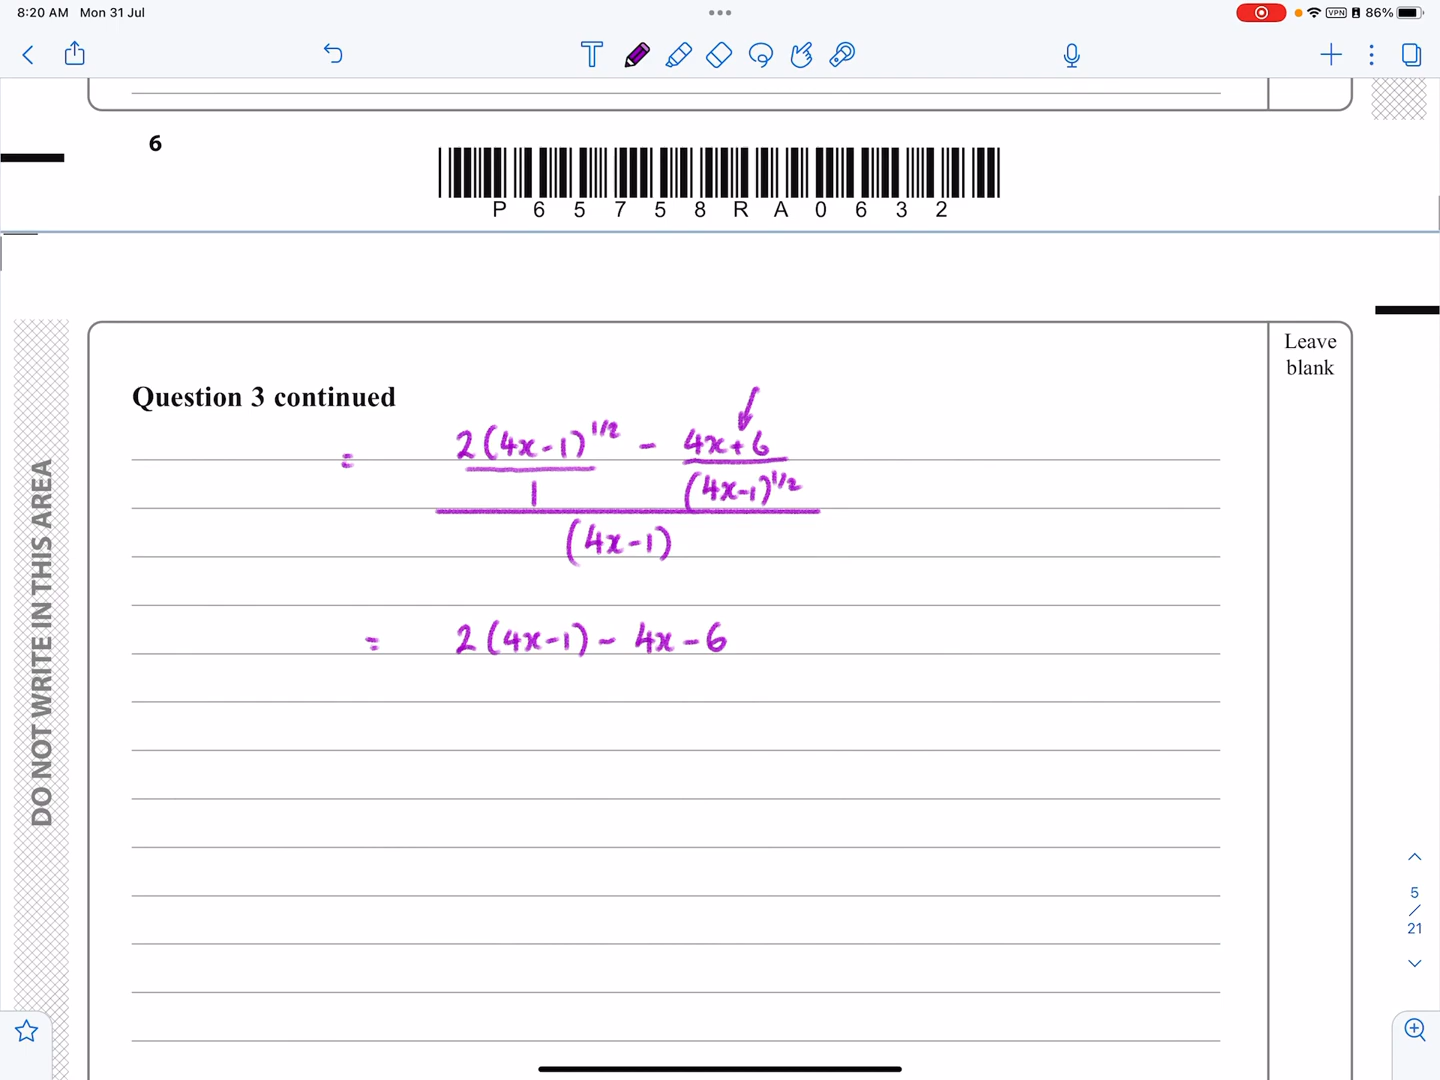 8:20 AM Mon 31 Jul
VPN 86%
6
P 6 5 7 5 8 R A 0 6 3 2
Leave
blank
Question 3 continued
= 2(4x-1)^1/2 - 4x+6
1 (4x-1)^1/2
(4x-1)
= 2(4x-1) - 4x - 6
DO NOT WRITE IN THIS AREA
5
/
21